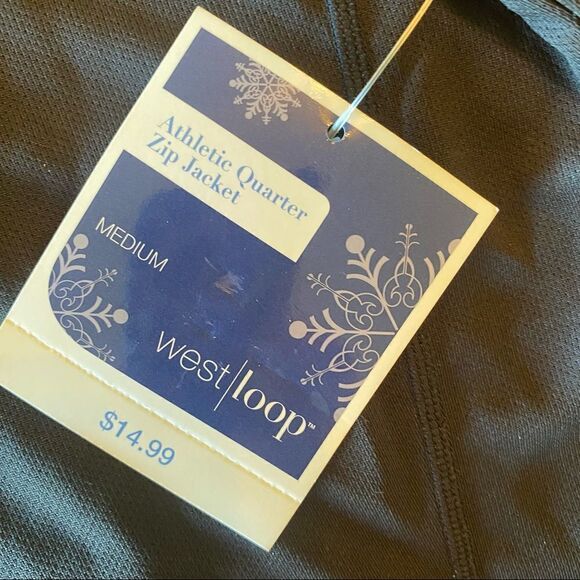 Athletic Quarter
Zip Jacket
MEDIUM
west|loop™
$14.99